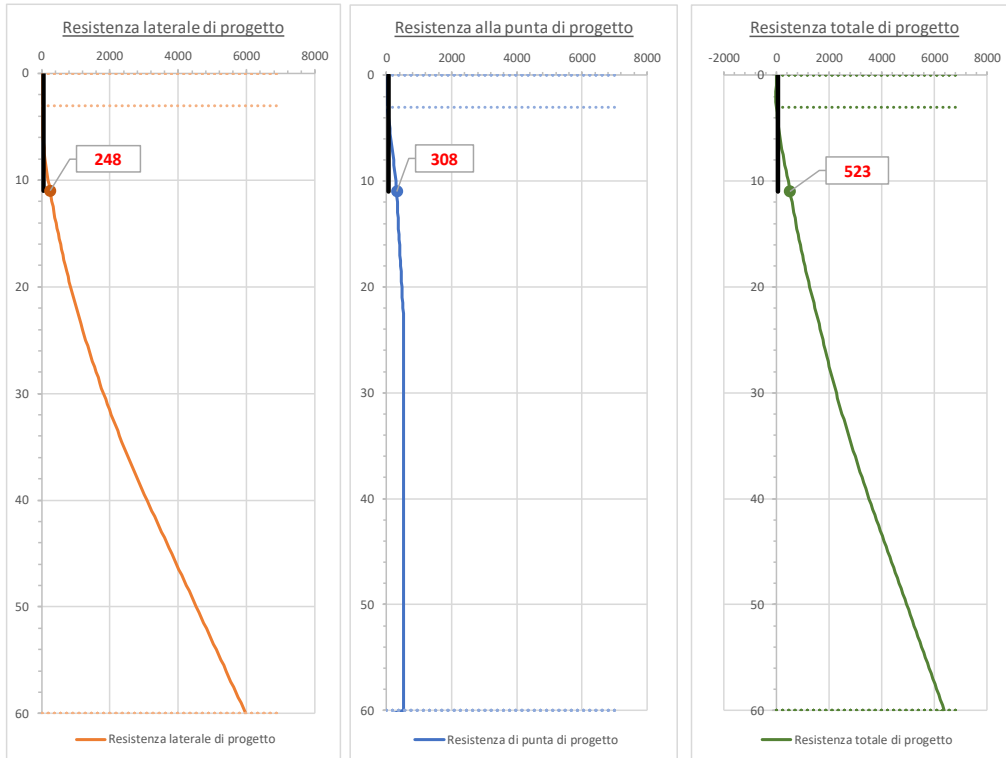 Resistenza laterale di progetto
0 2000 4000 6000 8000
0
10
20
30
40
50
60
248
Resistenza laterale di progetto
Resistenza alla punta di progetto
0 2000 4000 6000 8000
0
10
20
30
40
50
60
308
Resistenza di punta di progetto
Resistenza totale di progetto
-2000 0 2000 4000 6000 8000
0
10
20
30
40
50
60
523
Resistenza totale di progetto